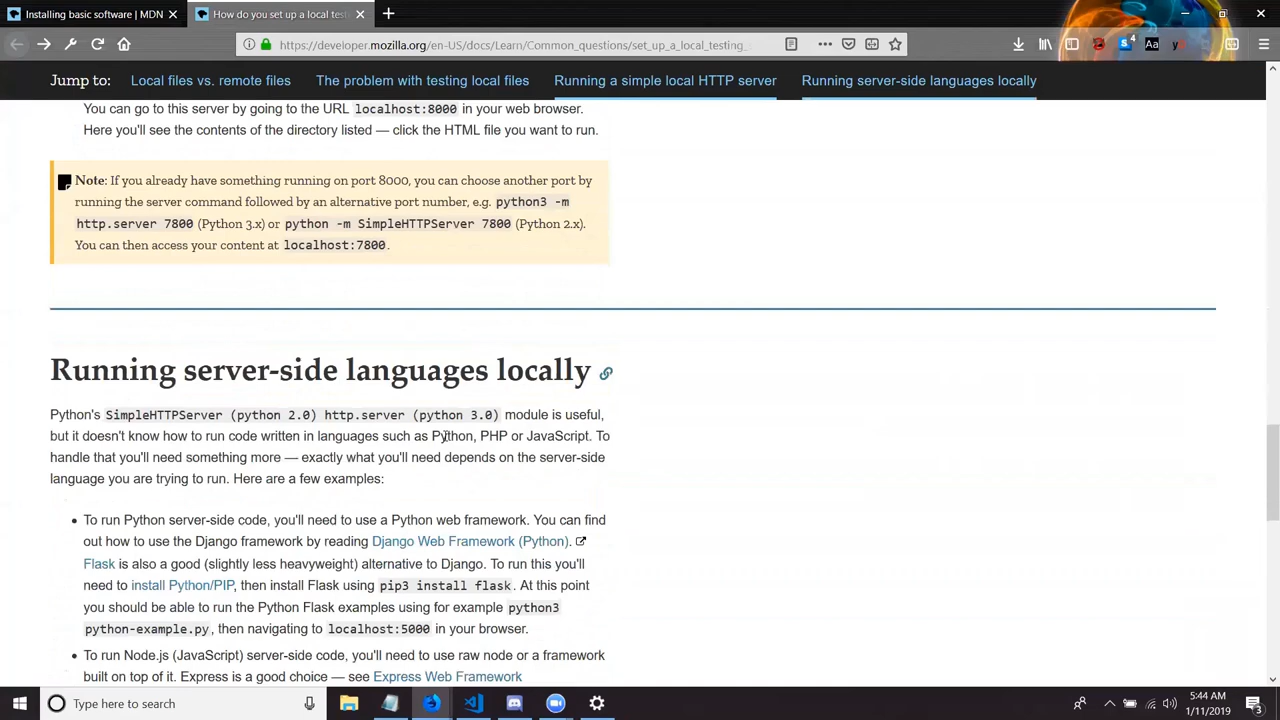 Installing basic software | MDN
How do you set up a local test
https://developer.mozilla.org/en-US/docs/Learn/Common_questions/set_up_a_local_testing_
4
Aa
Jump to: Local files vs. remote files The problem with testing local files Running a simple local HTTP server Running server-side languages locally
You can go to this server by going to the URL localhost:8000 in your web browser.
Here you'll see the contents of the directory listed — click the HTML file you want to run.
Note: If you already have something running on port 8000, you can choose another port by
running the server command followed by an alternative port number, e.g. python3 -m
http.server 7800 (Python 3.x) or python -m SimpleHTTPServer 7800 (Python 2.x).
You can then access your content at localhost:7800.
Running server-side languages locally
Python's SimpleHTTPServer (python 2.0) http.server (python 3.0) module is useful,
but it doesn't know how to run code written in languages such as Python, PHP or JavaScript. To
handle that you'll need something more — exactly what you'll need depends on the server-side
language you are trying to run. Here are a few examples:
To run Python server-side code, you'll need to use a Python web framework. You can find
out how to use the Django framework by reading Django Web Framework (Python).
Flask is also a good (slightly less heavyweight) alternative to Django. To run this you'll
need to install Python/PIP, then install Flask using pip3 install flask. At this point
you should be able to run the Python Flask examples using for example python3
python-example.py, then navigating to localhost:5000 in your browser.
To run Node.js (JavaScript) server-side code, you'll need to use raw node or a framework
built on top of it. Express is a good choice — see Express Web Framework
Type here to search
5:44 AM
1/11/2019
3